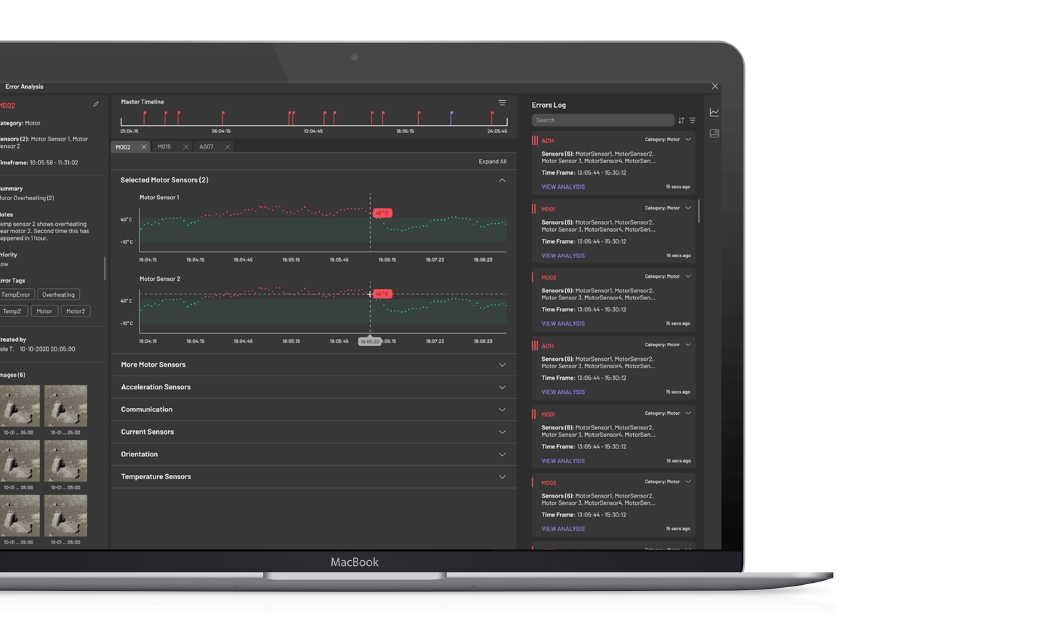 Error Analysis
M002
Category: Motor
Sensors (2): Motor Sensor 1, Motor
Sensor 2
Timeframe: 10:05:56 - 11:31:02
Summary
Motor Overheating (2)
Notes
Temp sensor 2 shows overheating
near motor 2. Second time this has
happened in 1 hour.
Priority
Low
Error Tags
TempError
Overheating
Temp2
Motor
Motor2
Created by
10-10-2020 20:05:00
Images (6)
10-01 ... 05:00
10-01 ... 05:00
10-01 ... 05:00
10-01 ... 05:00
10-01 ... 05:00
10-01 ... 05:00
Master Timeline
01:04:15
08:04:15
12:04:45
18:05:15
24:05:45
M002
M015
A007
Expand All
Selected Motor Sensors (2)
Motor Sensor 1
40° C
-10° C
19:04:15
19:04:15
19:04:45
19:05:15
19:05:45
19:06:15
19:07:23
19:08:23
Motor Sensor 2
40° C
-10° C
19:04:15
19:04:15
19:04:45
19:05:15
19:05:45
19:07:23
19:08:23
More Motor Sensors
Acceleration Sensors
Communication
Current Sensors
Orientation
Temperature Sensors
Errors Log
Search
A014
Category: Motor
Sensors (6): MotorSensor1, MotorSensor2,
Motor Sensor 3, MotorSensor4, MotorSen...
Time Frame: 13:05:44 - 15:30:12
VIEW ANALYSIS
15 secs ago
M001
Category: Motor
Sensors (6): MotorSensor1, MotorSensor2,
Motor Sensor 3, MotorSensor4, MotorSen...
Time Frame: 13:05:44 - 15:30:12
VIEW ANALYSIS
15 secs ago
M002
Category: Motor
Sensors (6): MotorSensor1, MotorSensor2,
Motor Sensor 3, MotorSensor4, MotorSen...
Time Frame: 13:05:44 - 15:30:12
VIEW ANALYSIS
15 secs ago
A014
Category: Motor
Sensors (6): MotorSensor1, MotorSensor2,
Motor Sensor 3, MotorSensor4, MotorSen...
Time Frame: 13:05:44 - 15:30:12
VIEW ANALYSIS
15 secs ago
M001
Category: Motor
Sensors (6): MotorSensor1, MotorSensor2,
Motor Sensor 3, MotorSensor4, MotorSen...
Time Frame: 13:05:44 - 15:30:12
VIEW ANALYSIS
15 secs ago
M002
Category: Motor
Sensors (6): MotorSensor1, MotorSensor2,
Motor Sensor 3, MotorSensor4, MotorSen...
Time Frame: 13:05:44 - 15:30:12
VIEW ANALYSIS
15 secs ago
MacBook